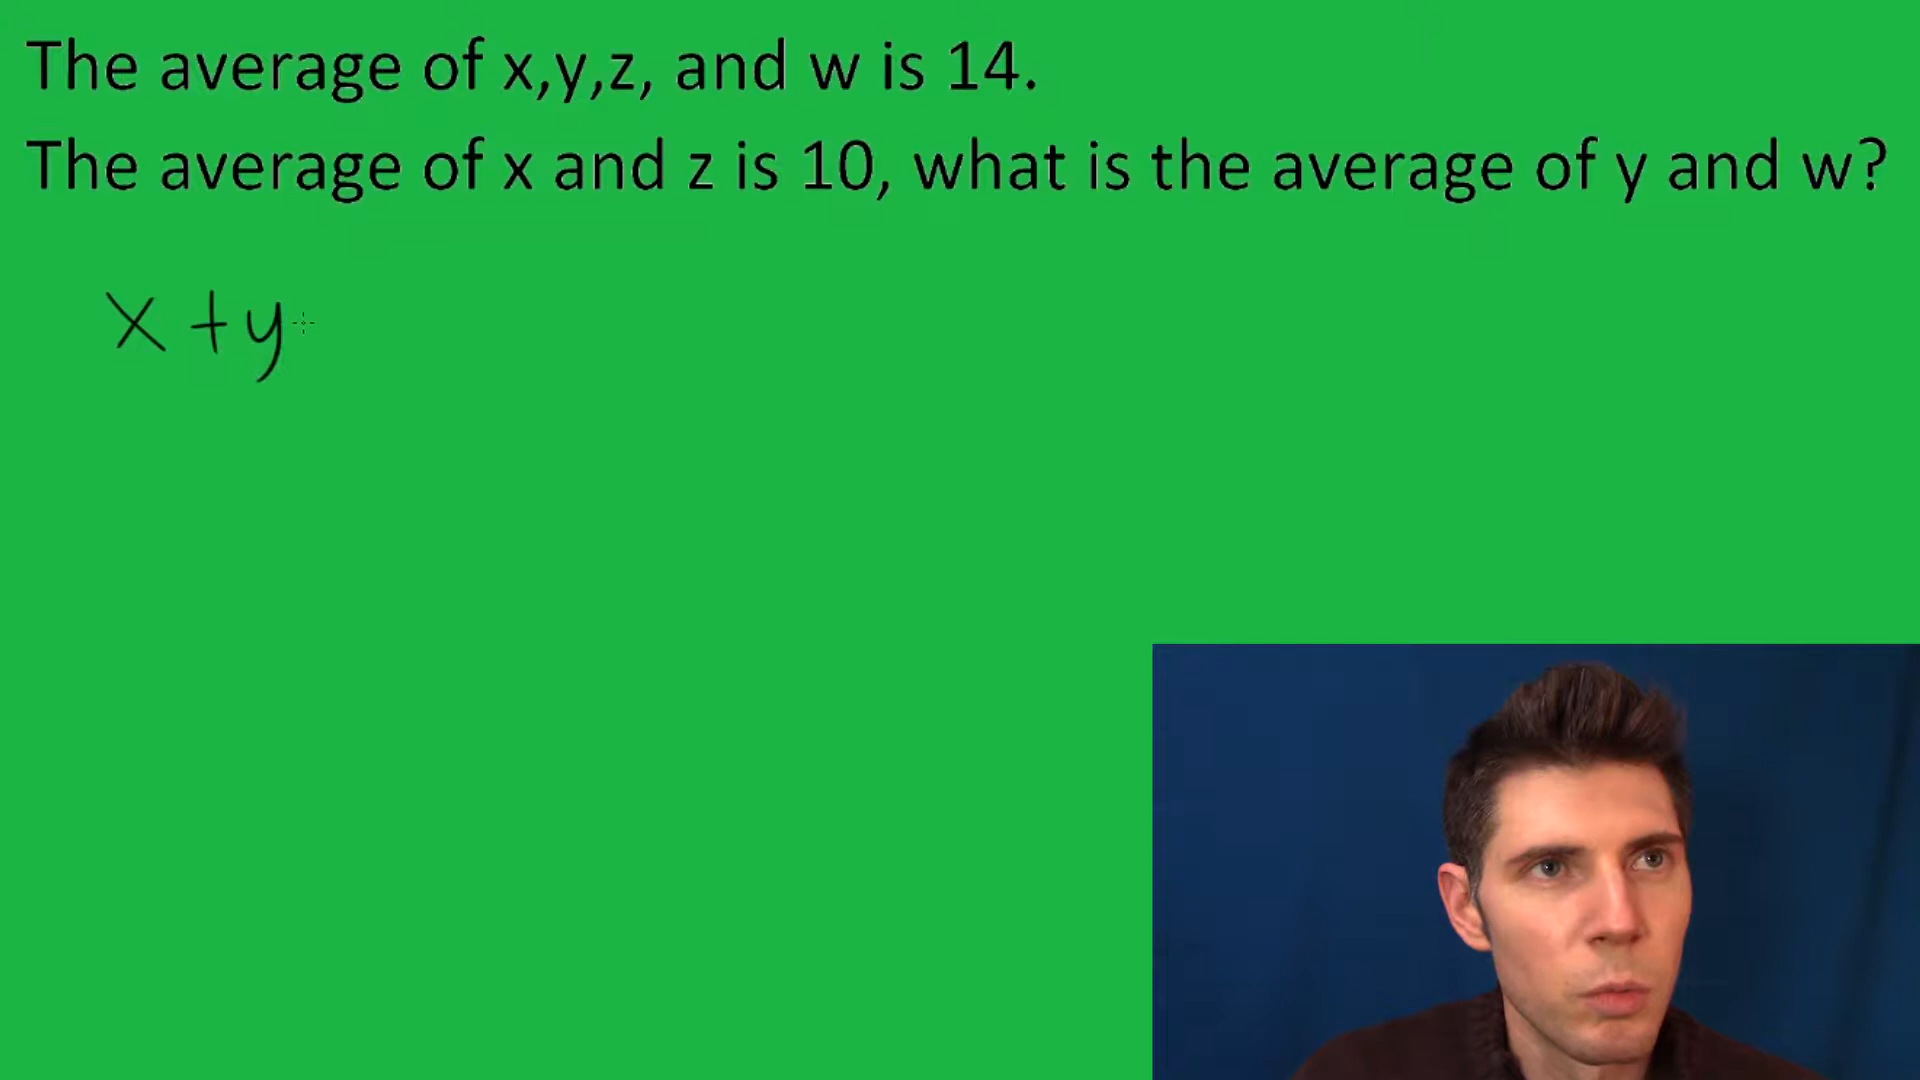 The average of x,y,z, and w is 14.
The average of x and z is 10, what is the average of y and w?
x + y